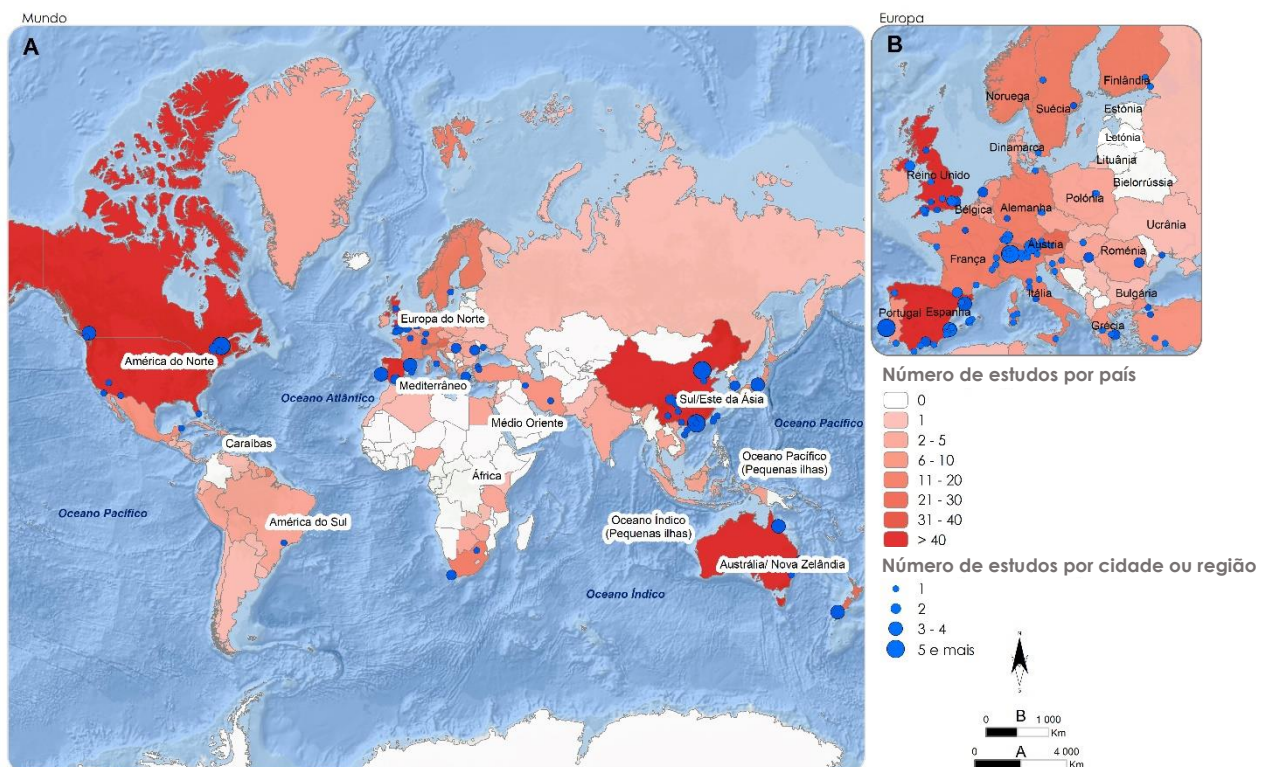 Mundo
A
América do Norte
Europa do Norte
Mediterrâneo
Oceano Atlântico
Caraíbas
Médio Oriente
Sul/Este da Ásia
Oceano Pacífico
Oceano Pacífico
(Pequenas ilhas)
África
Oceano Pacífico
América do Sul
Oceano Índico
(Pequenas ilhas)
Austrália/ Nova Zelândia
Oceano Índico
Europa
B
Finlândia
Noruega
Suécia
Estónia
Letónia
Dinamarca
Lituânia
Bielorrússia
Reino Unido
Bélgica
Alemanha
Polónia
Ucrânia
Áustria
França
Roménia
Itália
Bulgária
Portugal
Espanha
Grécia
Número de estudos por país
0
1
2 - 5
6 - 10
11 - 20
21 - 30
31 - 40
> 40
Número de estudos por cidade ou região
1
2
3 - 4
5 e mais
N
S
B
0 1 000
Km
A
0 4 000
Km